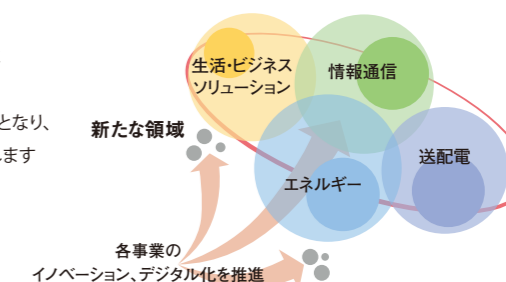 生活・ビジネス
ソリューション
情報通信
となり、
新たな領域
ます
送配電
エネルギー
各事業の
イノベーション、デジタル化を推進